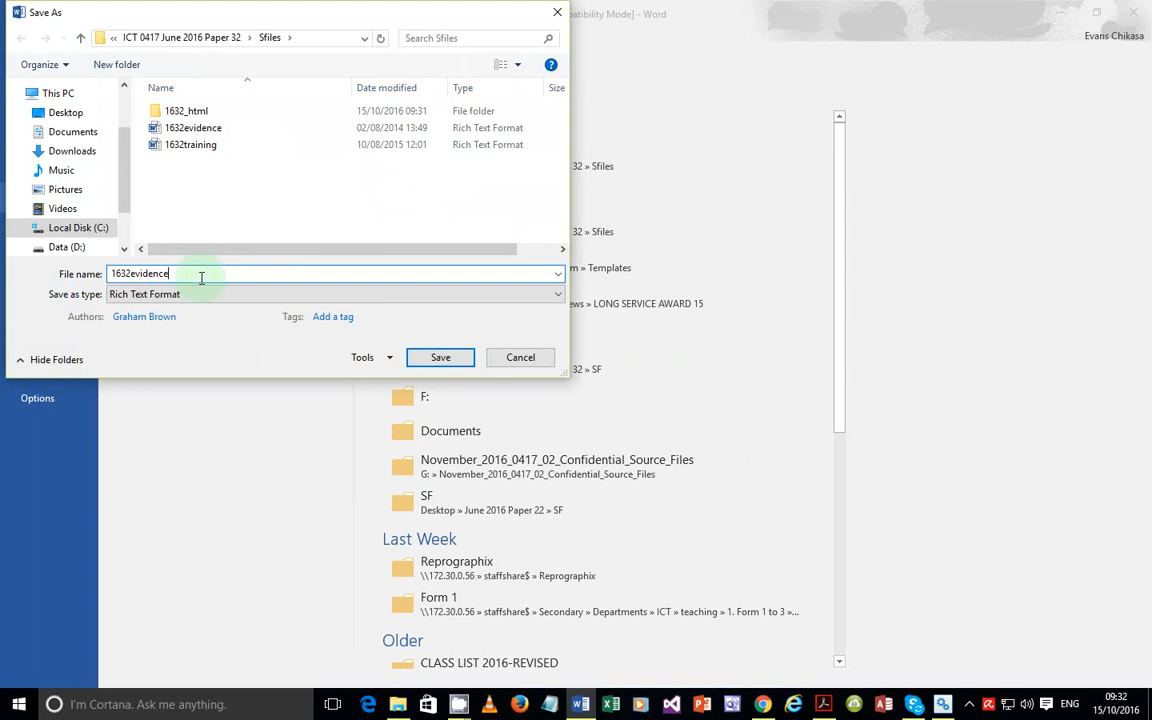 Save As
patibility Mode] - Word
Evans Chikasa
« ICT 0417 June 2016 Paper 32 > Sfiles >
Search Sfiles
Organize
New folder
This PC
Desktop
Documents
Downloads
Music
Pictures
Videos
Local Disk (C:)
Data (D:)
Name
Date modified
Type
Size
1632_html
15/10/2016 09:31
File folder
1632evidence
02/08/2014 13:49
Rich Text Format
1632training
10/08/2015 12:01
Rich Text Format
File name:
1632evidence
Save as type:
Rich Text Format
Authors:
Graham Brown
Tags:
Add a tag
Hide Folders
Tools
Save
Cancel
Options
32 » Sfiles
32 » Sfiles
m » Templates
ews » LONG SERVICE AWARD 15
32 » SF
F:
Documents
November_2016_0417_02_Confidential_Source_Files
G: » November_2016_0417_02_Confidential_Source_Files
SF
Desktop » June 2016 Paper 22 » SF
Last Week
Reprographix
\\172.30.0.56 » staffshare$ » Reprographix
Form 1
\\172.30.0.56 » staffshare$ » Secondary » Departments » ICT » teaching » 1. Form 1 to 3 »...
Older
CLASS LIST 2016-REVISED
I'm Cortana. Ask me anything.
ENG
09:32
15/10/2016